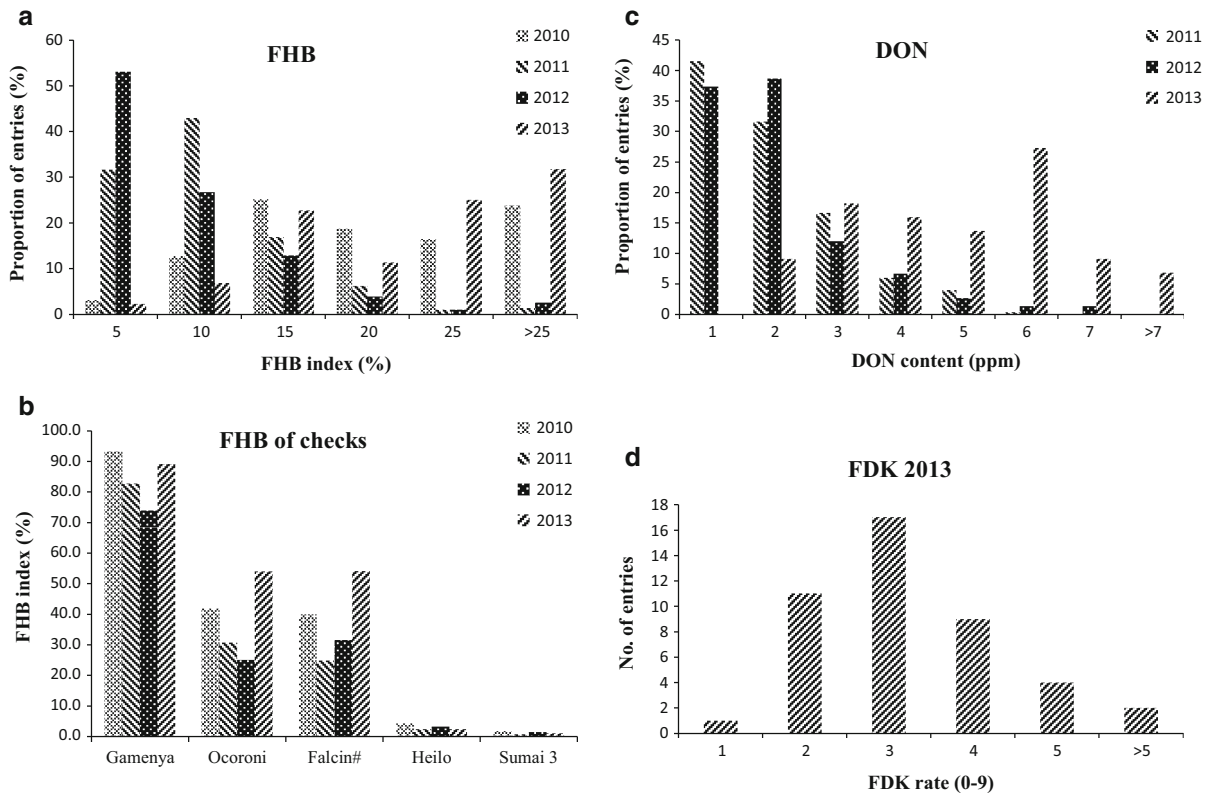 a
FHB
Proportion of entries (%)
60
50
40
30
20
10
0
5 10 15 20 25 >25
FHB index (%)
2010
2011
2012
2013
b
FHB of checks
FHB index (%)
100.0
90.0
80.0
70.0
60.0
50.0
40.0
30.0
20.0
10.0
0.0
Gamenya Ocoroni Falcin# Heilo Sumai 3
2010
2011
2012
2013
c
DON
Proportion of entries (%)
45
40
35
30
25
20
15
10
5
0
1 2 3 4 5 6 7 >7
DON content (ppm)
2011
2012
2013
d
FDK 2013
No. of entries
18
16
14
12
10
8
6
4
2
0
1 2 3 4 5 >5
FDK rate (0-9)